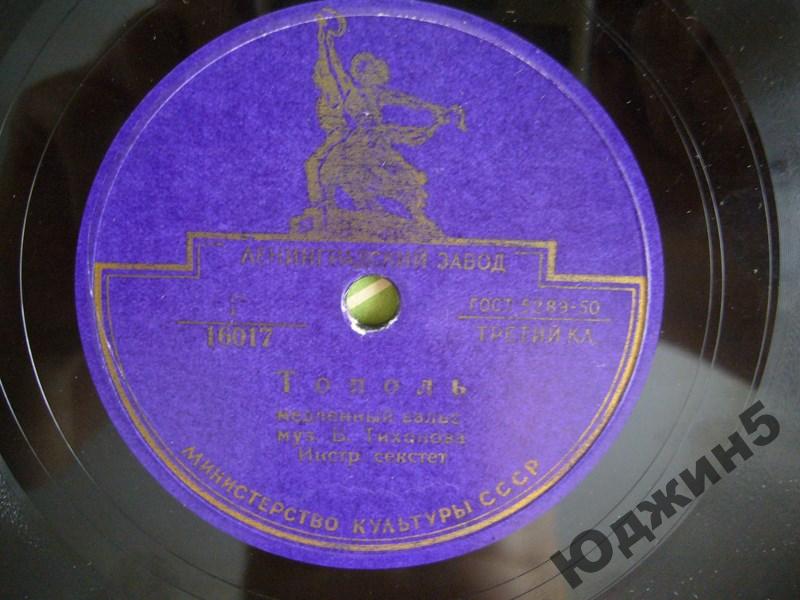 ЛЕНИНГРАДСКИЙ ЗАВОД
Г
16017
ГОСТ 5289-50
ТРЕТИЙ КЛ.
Тополь
медленный вальс
муз. Тихонова
Инстр секстет
МИНИСТЕРСТВО КУЛЬТУРЫ СССР
ЮДЖИН5